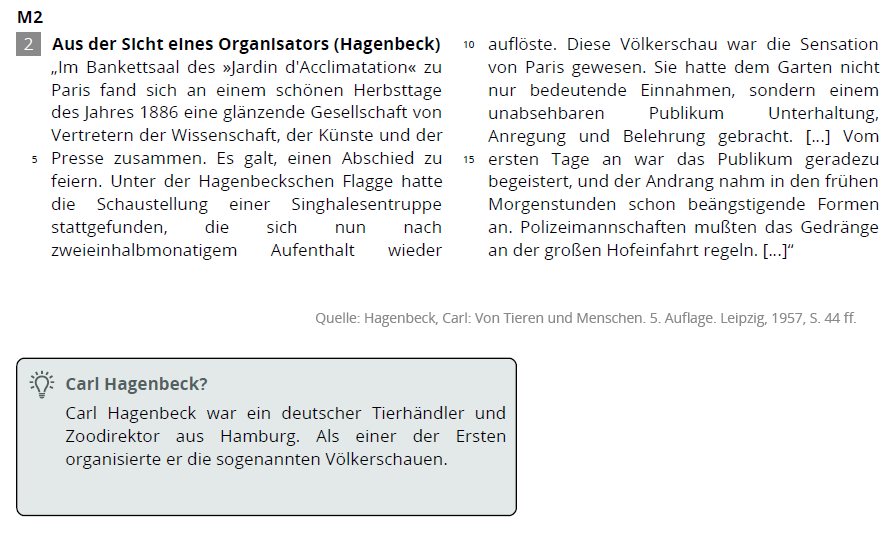 M2
2 Aus der Sicht eines Organisators (Hagenbeck)
„Im Bankettsaal des »Jardin d'Acclimatation« zu
Paris fand sich an einem schönen Herbsttage
des Jahres 1886 eine glänzende Gesellschaft von
Vertretern der Wissenschaft, der Künste und der
5 Presse zusammen. Es galt, einen Abschied zu
feiern. Unter der Hagenbeckschen Flagge hatte
die Schaustellung einer Singhalesentruppe
stattgefunden, die sich nun nach
zweieinhalbmonatigem Aufenthalt wieder
10 auflöste. Diese Völkerschau war die Sensation
von Paris gewesen. Sie hatte dem Garten nicht
nur bedeutende Einnahmen, sondern einem
unabsehbaren Publikum Unterhaltung,
Anregung und Belehrung gebracht. [...] Vom
15 ersten Tage an war das Publikum geradezu
begeistert, und der Andrang nahm in den frühen
Morgenstunden schon beängstigende Formen
an. Polizeimannschaften mußten das Gedränge
an der großen Hofeinfahrt regeln. [...]“
Quelle: Hagenbeck, Carl: Von Tieren und Menschen. 5. Auflage. Leipzig, 1957, S. 44 ff.
Carl Hagenbeck?
Carl Hagenbeck war ein deutscher Tierhändler und
Zoodirektor aus Hamburg. Als einer der Ersten
organisierte er die sogenannten Völkerschauen.